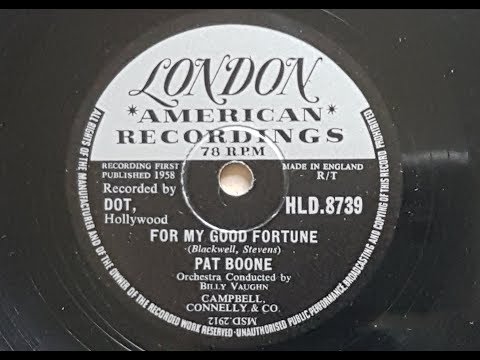 LONDON
*AMERICAN*
RECORDINGS
78 RPM
RECORDING FIRST
PUBLISHED 1958
MADE IN ENGLAND
R/T
Recorded by
DOT,
Hollywood
HLD.8739
FOR MY GOOD FORTUNE
(Blackwell, Stevens)
PAT BOONE
Orchestra Conducted by
BILLY VAUGHN
CAMPBELL,
CONNELLY & CO.
MSD.2912
ALL RIGHTS OF THE MANUFACTURER AND OF THE OWNER OF THE RECORDED WORK RESERVED·UNAUTHORISED PUBLIC PERFORMANCE, BROADCASTING AND COPYING OF THIS RECORD PROHIBITED